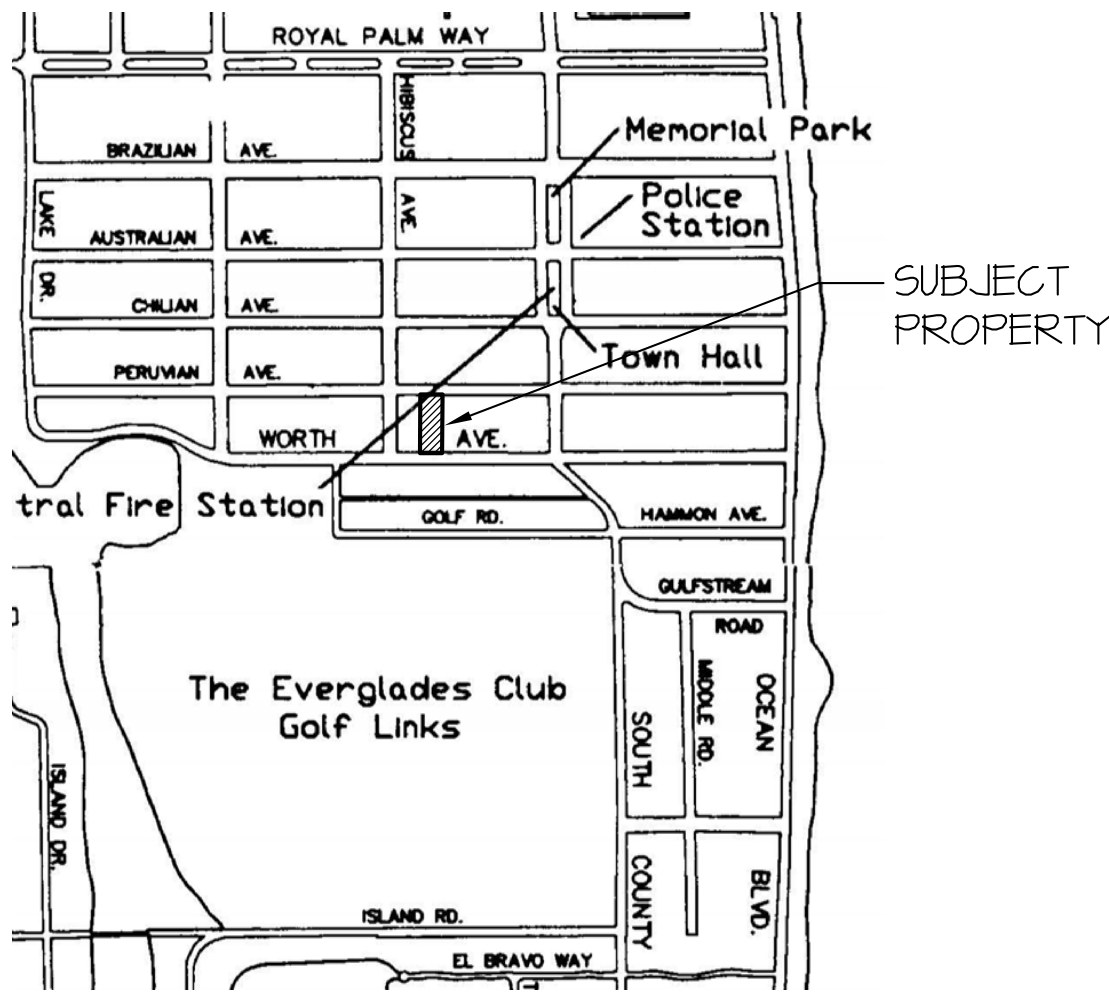 ROYAL PALM WAY
HIBISCUS
AVE.
Memorial Park
BRAZILIAN AVE.
Police
Station
LAKE
DR.
AUSTRALIAN AVE.
SUBJECT
PROPERTY
CHILIAN AVE.
Town Hall
PERUVIAN AVE.
WORTH AVE.
tral Fire Station
GOLF RD.
HAMMON AVE.
GULFSTREAM
ROAD
The Everglades Club
Golf Links
MIDDLE RD.
OCEAN
BLVD.
SOUTH
COUNTY
ISLAND DR.
ISLAND RD.
EL BRAVO WAY